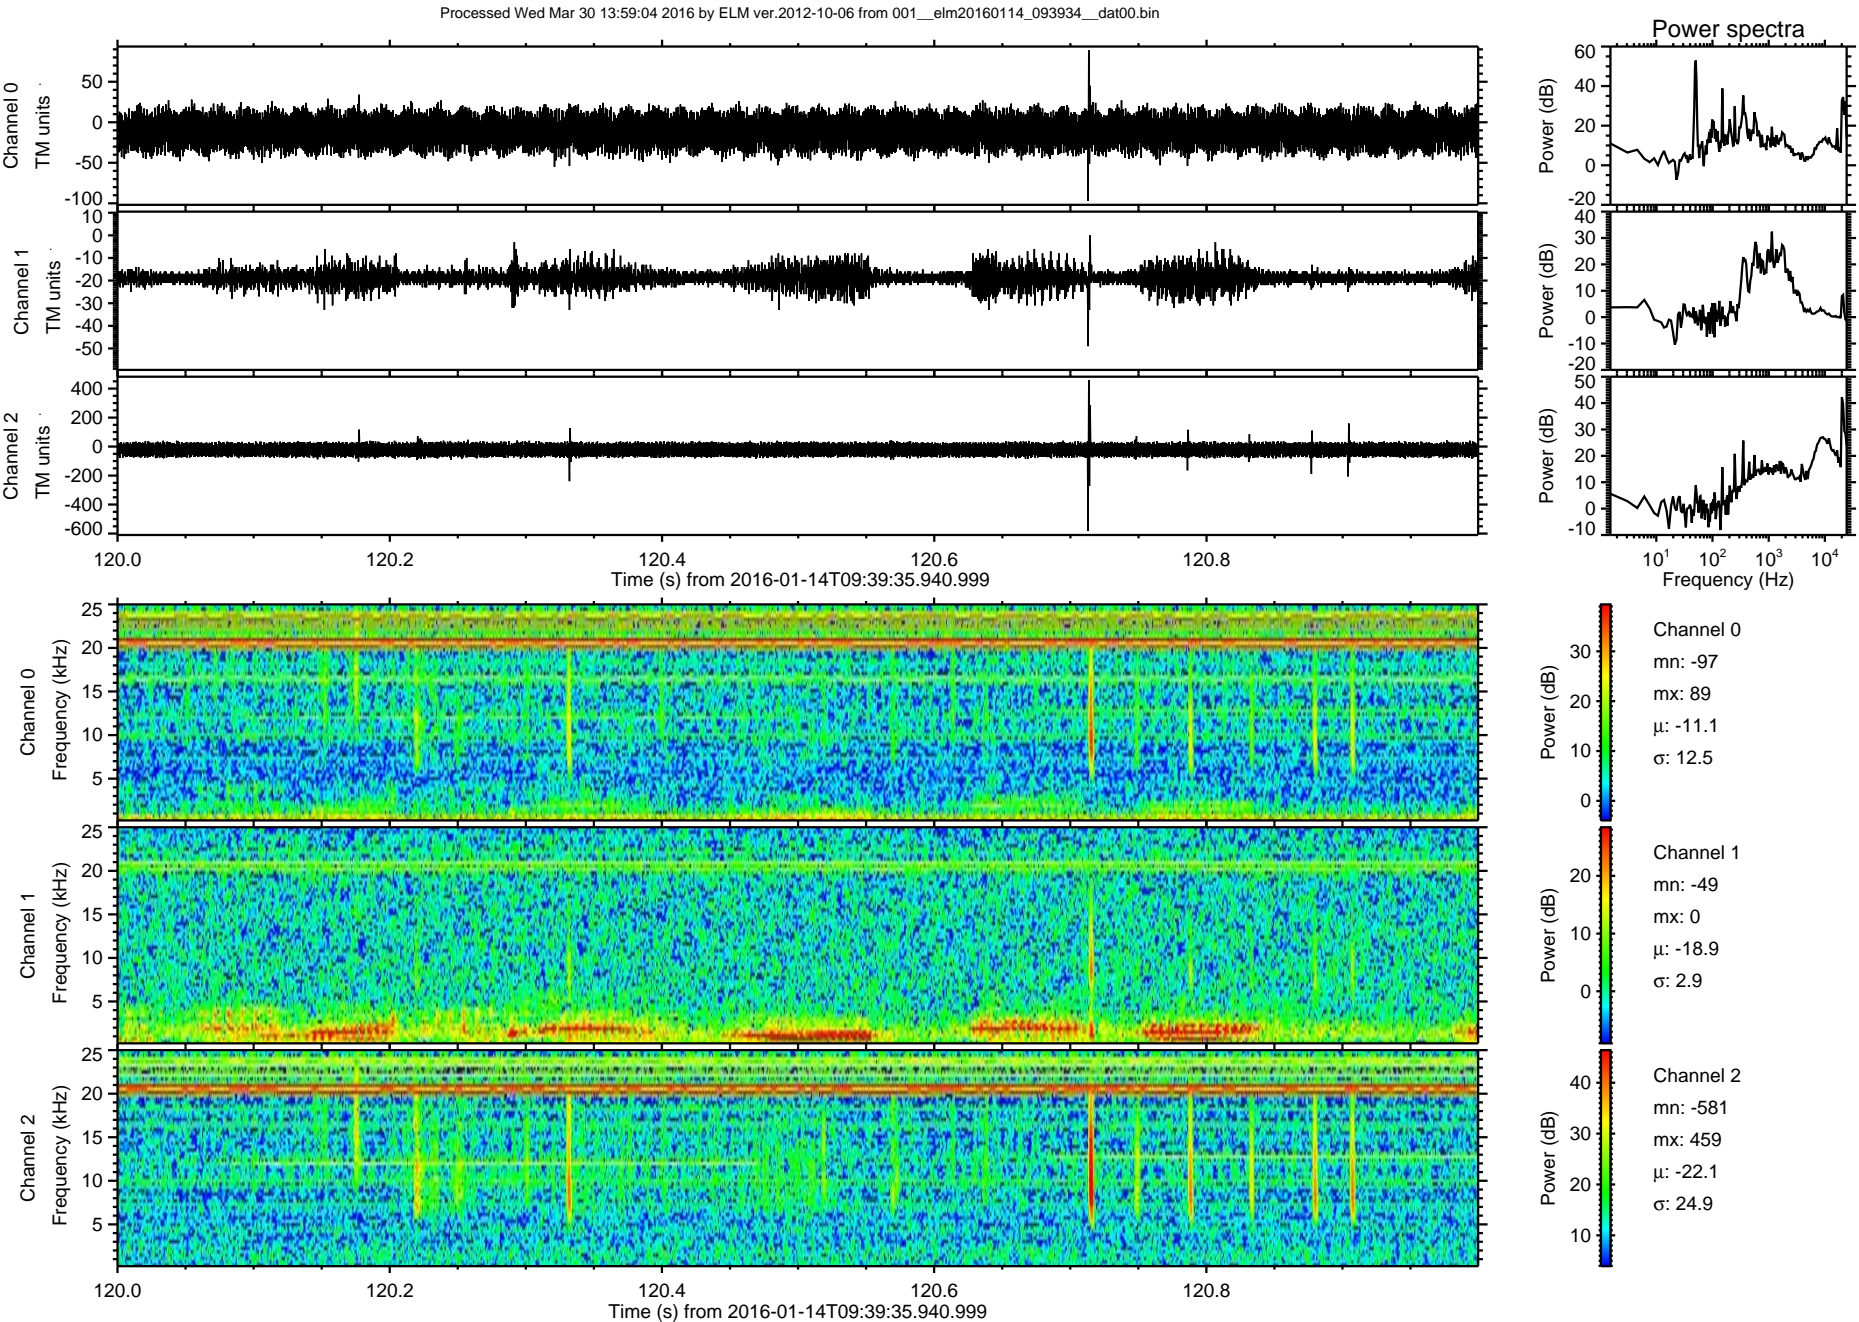 Processed Wed Mar 30 13:59:04 2016 by ELM ver.2012-10-06 from 001__elm20160114_093934__dat00.bin
Power spectra
Channel 0
TM units
50
0
-50
-100
Power (dB)
60
40
20
0
-20
Channel 1
TM units
10
0
-10
-20
-30
-40
-50
Power (dB)
40
30
20
10
0
-10
-20
Channel 2
TM units
400
200
0
-200
-400
-600
Power (dB)
50
40
30
20
10
0
-10
120.0 120.2 120.4 120.6 120.8
Time (s) from 2016-01-14T09:39:35.940.999
10¹ 10² 10³ 10⁴
Frequency (Hz)
Channel 0
Frequency (kHz)
25
20
15
10
5
Power (dB)
30
20
10
0
Channel 0
mn: -97
mx: 89
μ: -11.1
σ: 12.5
Channel 1
Frequency (kHz)
25
20
15
10
5
Power (dB)
20
10
0
Channel 1
mn: -49
mx: 0
μ: -18.9
σ: 2.9
Channel 2
Frequency (kHz)
25
20
15
10
5
Power (dB)
40
30
20
10
Channel 2
mn: -581
mx: 459
μ: -22.1
σ: 24.9
120.0 120.2 120.4 120.6 120.8
Time (s) from 2016-01-14T09:39:35.940.999